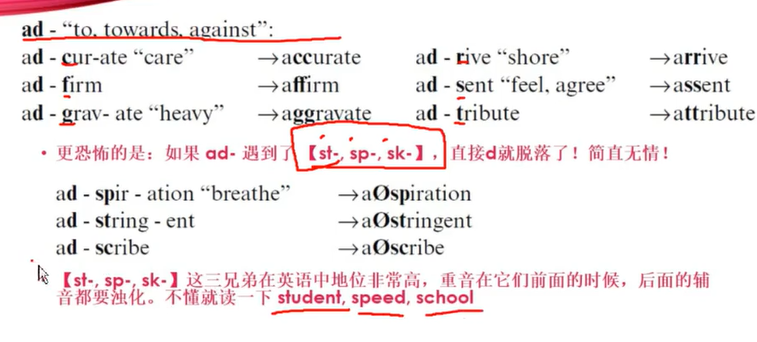 ad - “to, towards, against”:
ad - cur-ate “care” →accurate ad - rive “shore” →arrive
ad - firm →affirm ad - sent “feel, agree” →assent
ad - grav- ate “heavy” →aggravate ad - tribute →attribute
• 更恐怖的是：如果 ad- 遇到了【st-, sp-, sk-】，直接d就脱落了！简直无情！
ad - spir - ation “breathe” →aØspiration
ad - string - ent →aØstringent
ad - scribe →aØscribe
【st-, sp-, sk-】这三兄弟在英语中地位非常高，重音在它们前面的时候，后面的辅
音都要浊化。不懂就读一下 student, speed, school